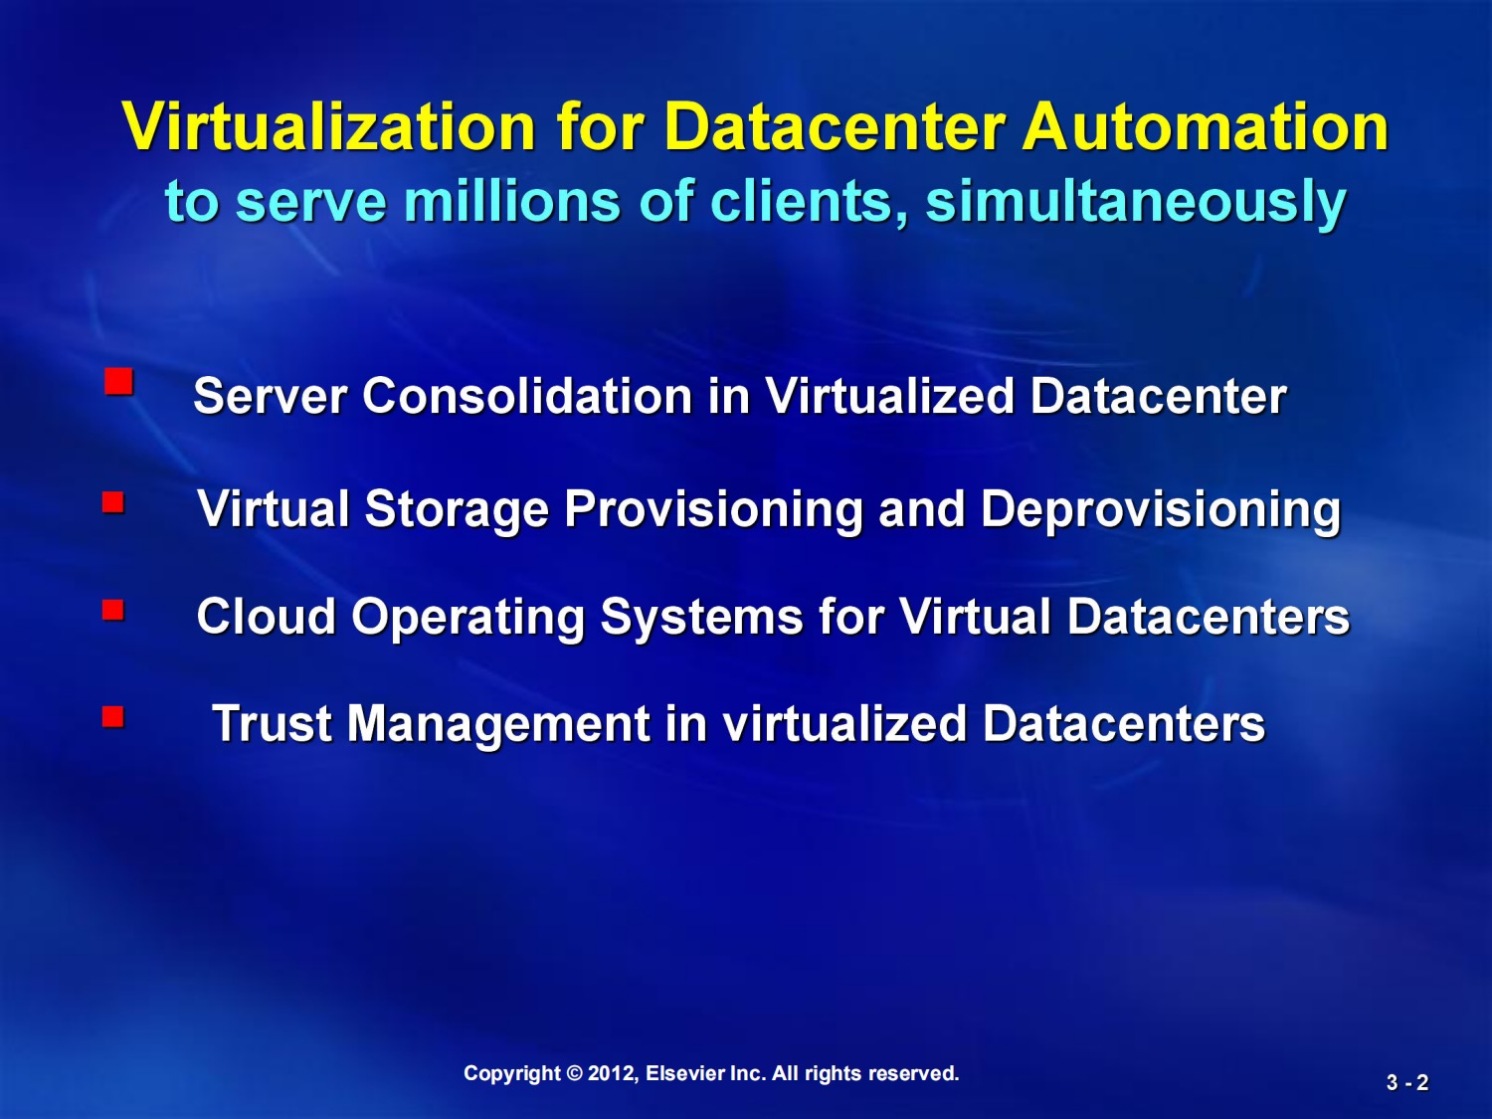 Virtualization for Datacenter Automation
to serve millions of clients, simultaneously
Server Consolidation in Virtualized Datacenter
Virtual Storage Provisioning and Deprovisioning
Cloud Operating Systems for Virtual Datacenters
Trust Management in virtualized Datacenters
Copyright © 2012, Elsevier Inc. All rights reserved.
3 - 2